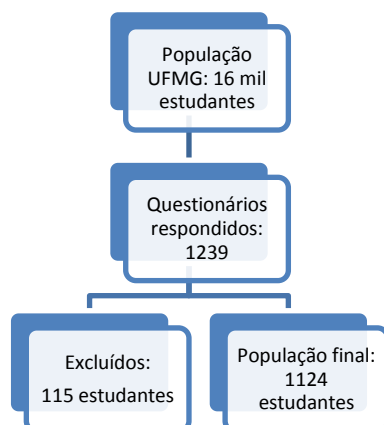 População
UFMG: 16 mil
estudantes
Questionários
respondidos:
1239
Excluídos:
115 estudantes
População final:
1124
estudantes